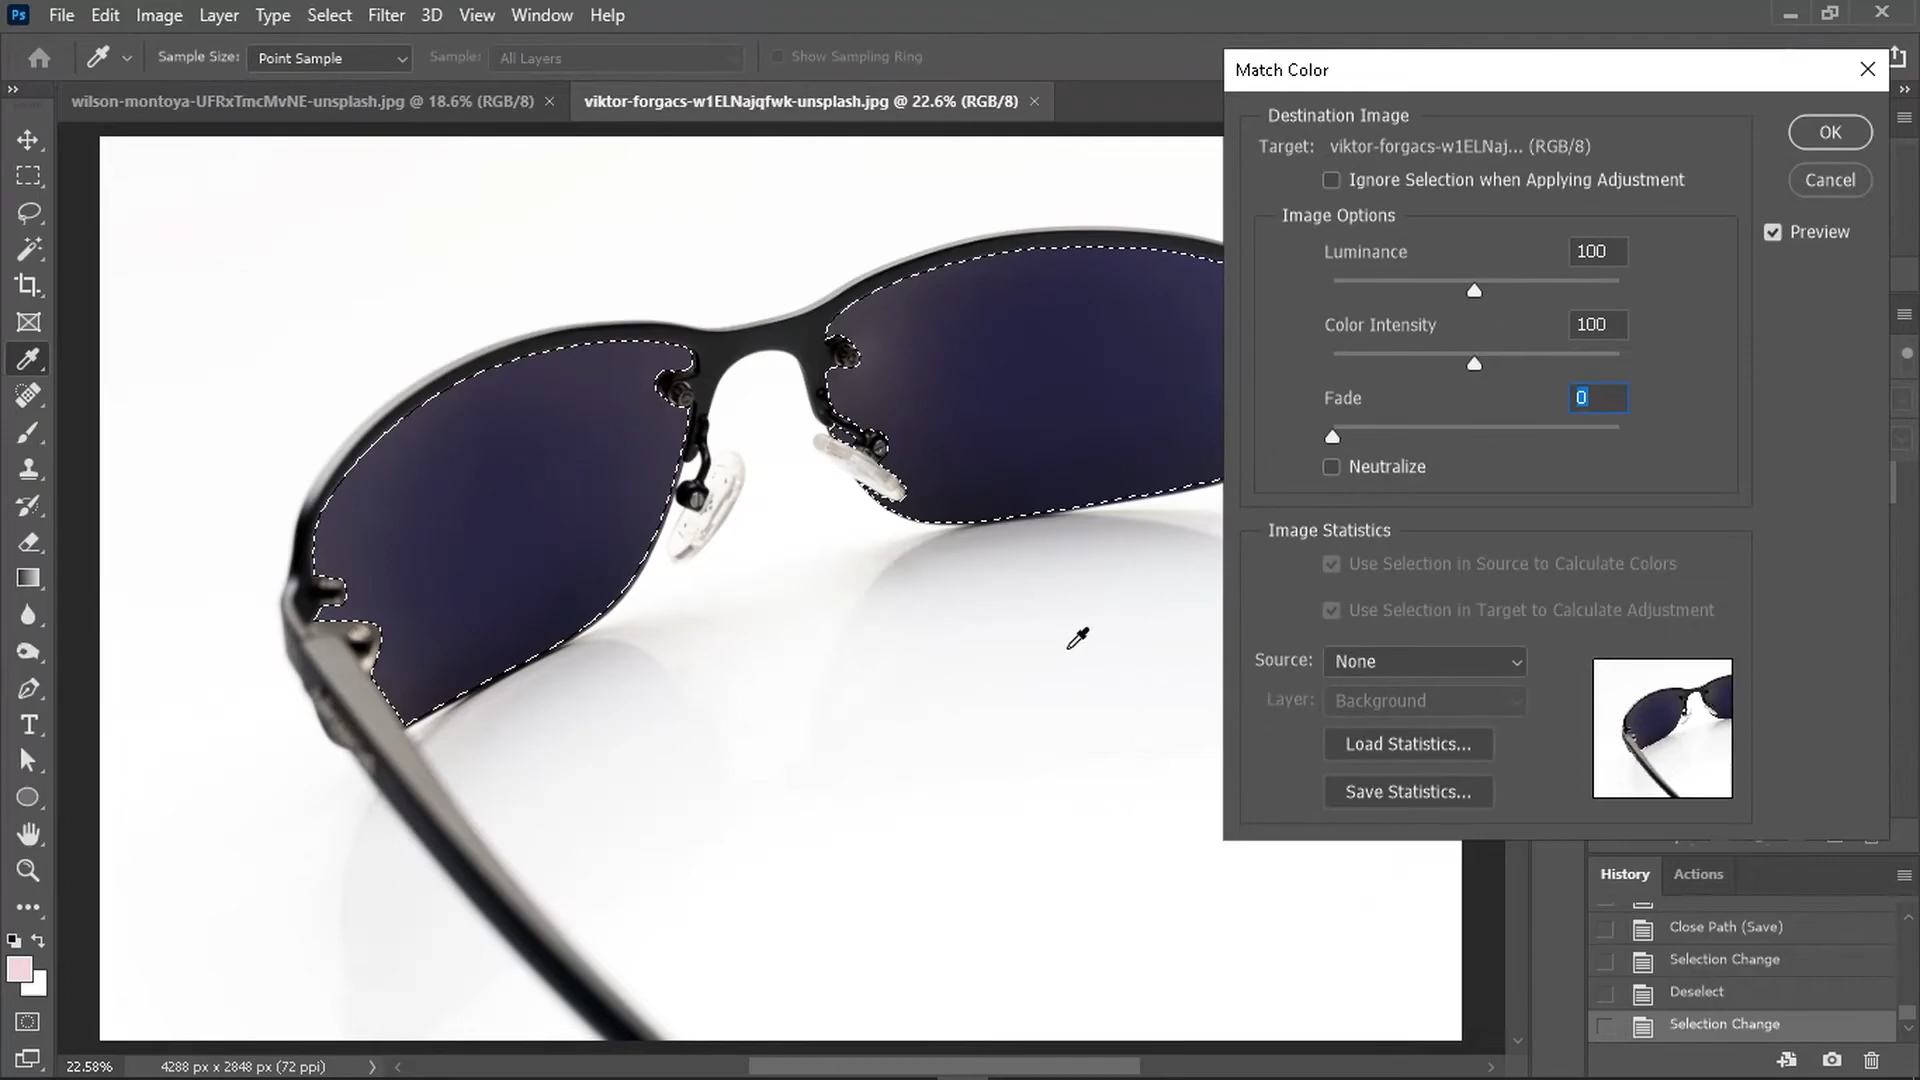 Ps File Edit Image Layer Type Select Filter 3D View Window Help
Sample Size: Point Sample Sample: All Layers Show Sampling Ring
wilson-montoya-UFRxTmcMvNE-unsplash.jpg @ 18.6% (RGB/8) viktor-forgacs-w1ELNajqfwk-unsplash.jpg @ 22.6% (RGB/8)
Match Color
Destination Image
Target: viktor-forgacs-w1ELNaj... (RGB/8)
Ignore Selection when Applying Adjustment
OK
Cancel
Preview
Image Options
Luminance 100
Color Intensity 100
Fade 0
Neutralize
Image Statistics
Use Selection in Source to Calculate Colors
Use Selection in Target to Calculate Adjustment
Source: None
Layer: Background
Load Statistics...
Save Statistics...
History Actions
Close Path (Save)
Selection Change
Deselect
Selection Change
22.58% 4288 px x 2848 px (72 ppi)